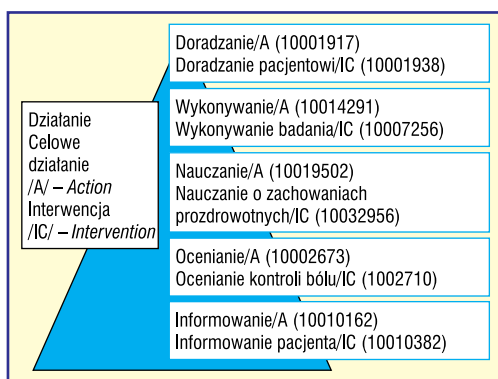 Działanie
Celowe
działanie
/A/ – Action
Interwencja
/IC/ – Intervention
Doradzanie/A (10001917)
Doradzanie pacjentowi/IC (10001938)
Wykonywanie/A (10014291)
Wykonywanie badania/IC (10007256)
Nauczanie/A (10019502)
Nauczanie o zachowaniach
prozdrowotnych/IC (10032956)
Ocenianie/A (10002673)
Ocenianie kontroli bólu/IC (1002710)
Informowanie/A (10010162)
Informowanie pacjenta/IC (10010382)